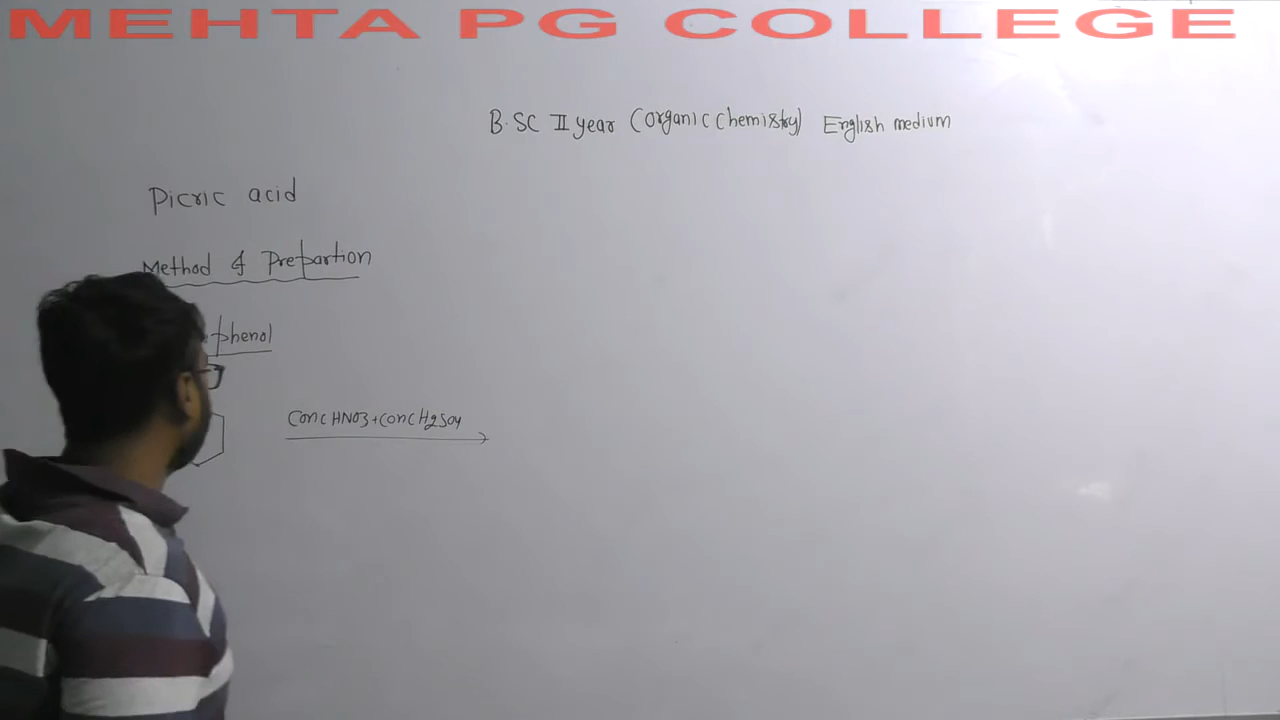 MEHTA PG COLLEGE
B.SC II year (Organic Chemistry) English medium
Picric acid
Method of Prepartion
phenol
Conc HNO3+Conc H2SO4